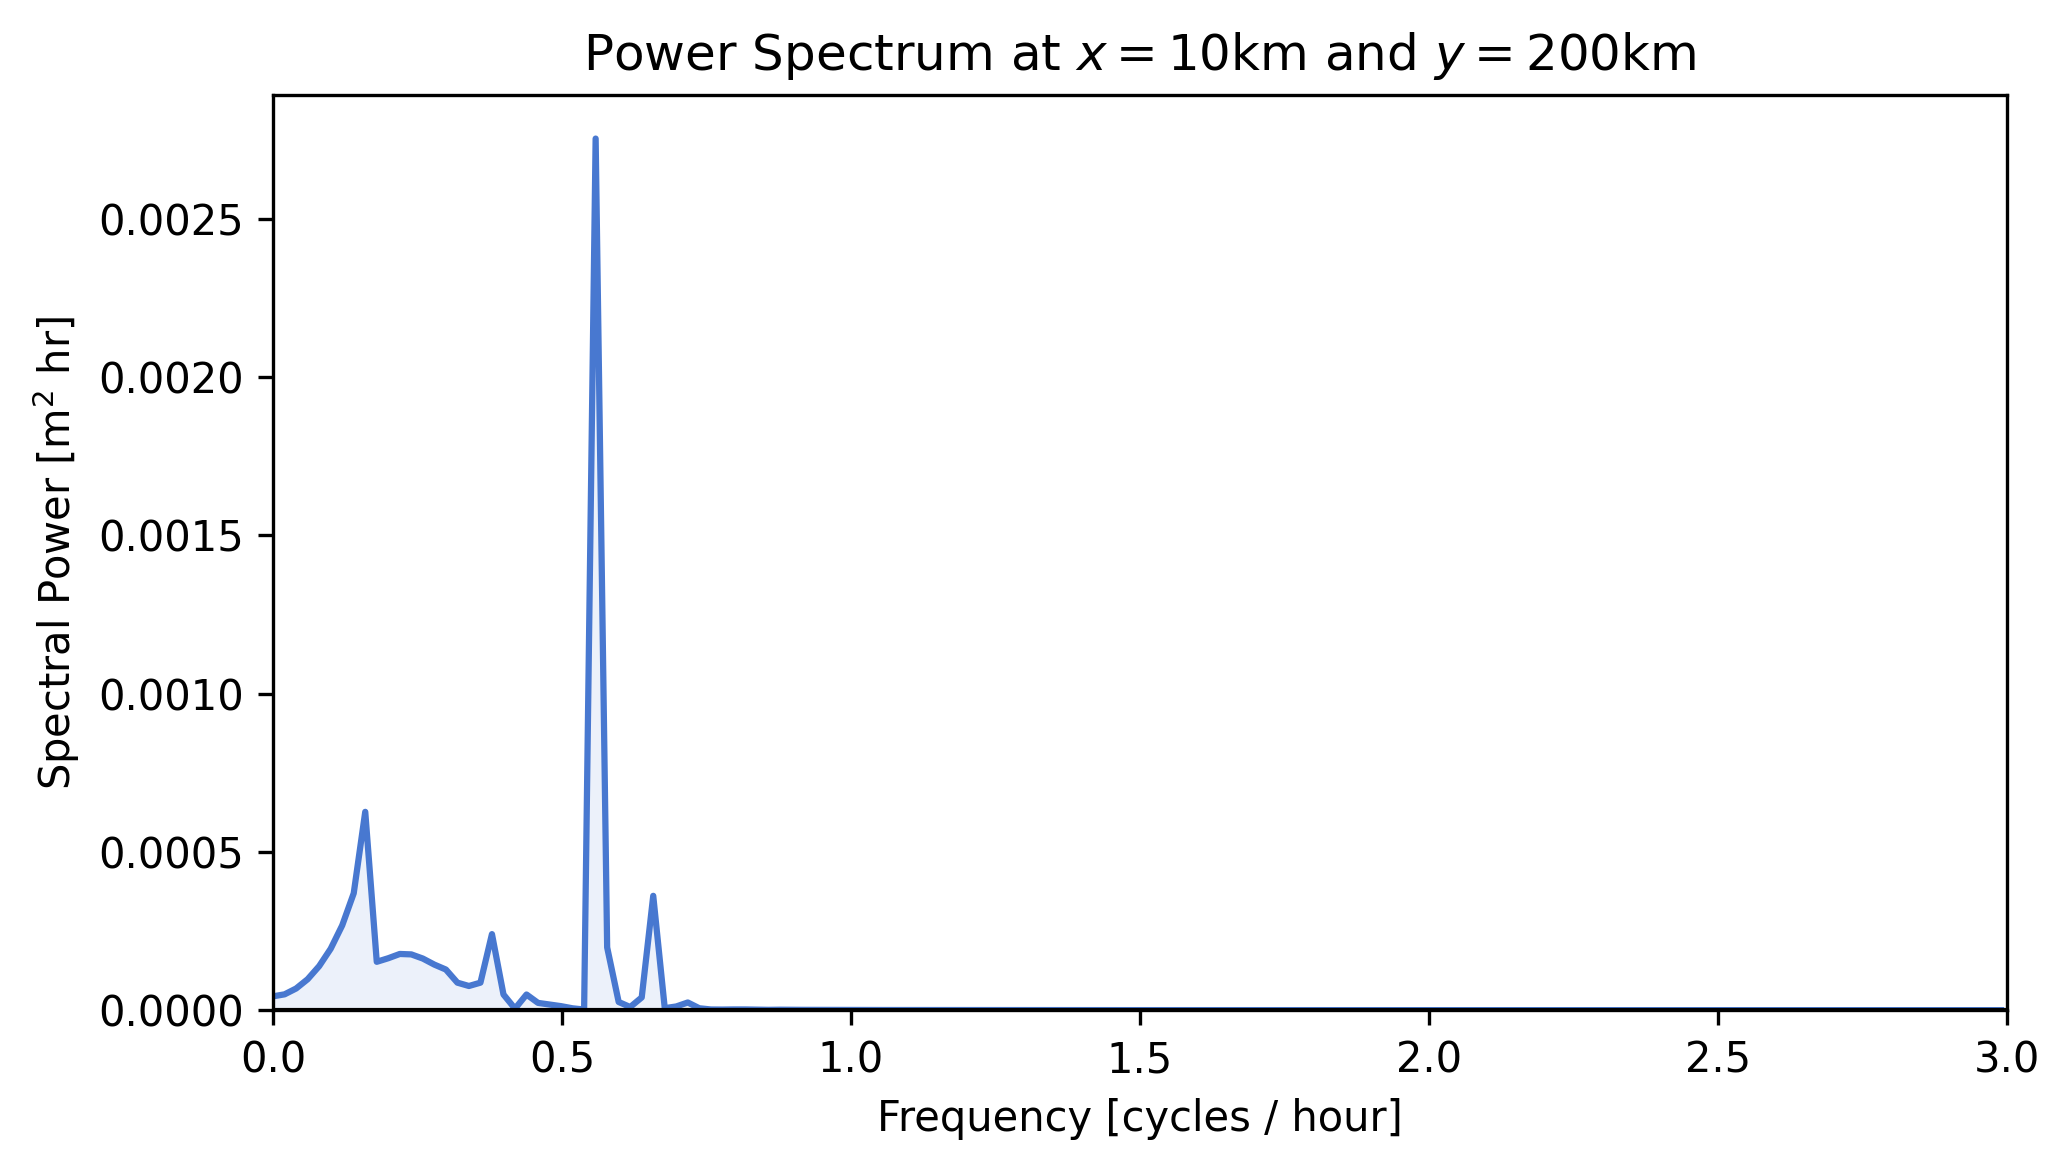 Power Spectrum at x = 10km and y = 200km
Spectral Power [m² hr]
0.0025
0.0020
0.0015
0.0010
0.0005
0.0000
0.0 0.5 1.0 1.5 2.0 2.5 3.0
Frequency [cycles / hour]